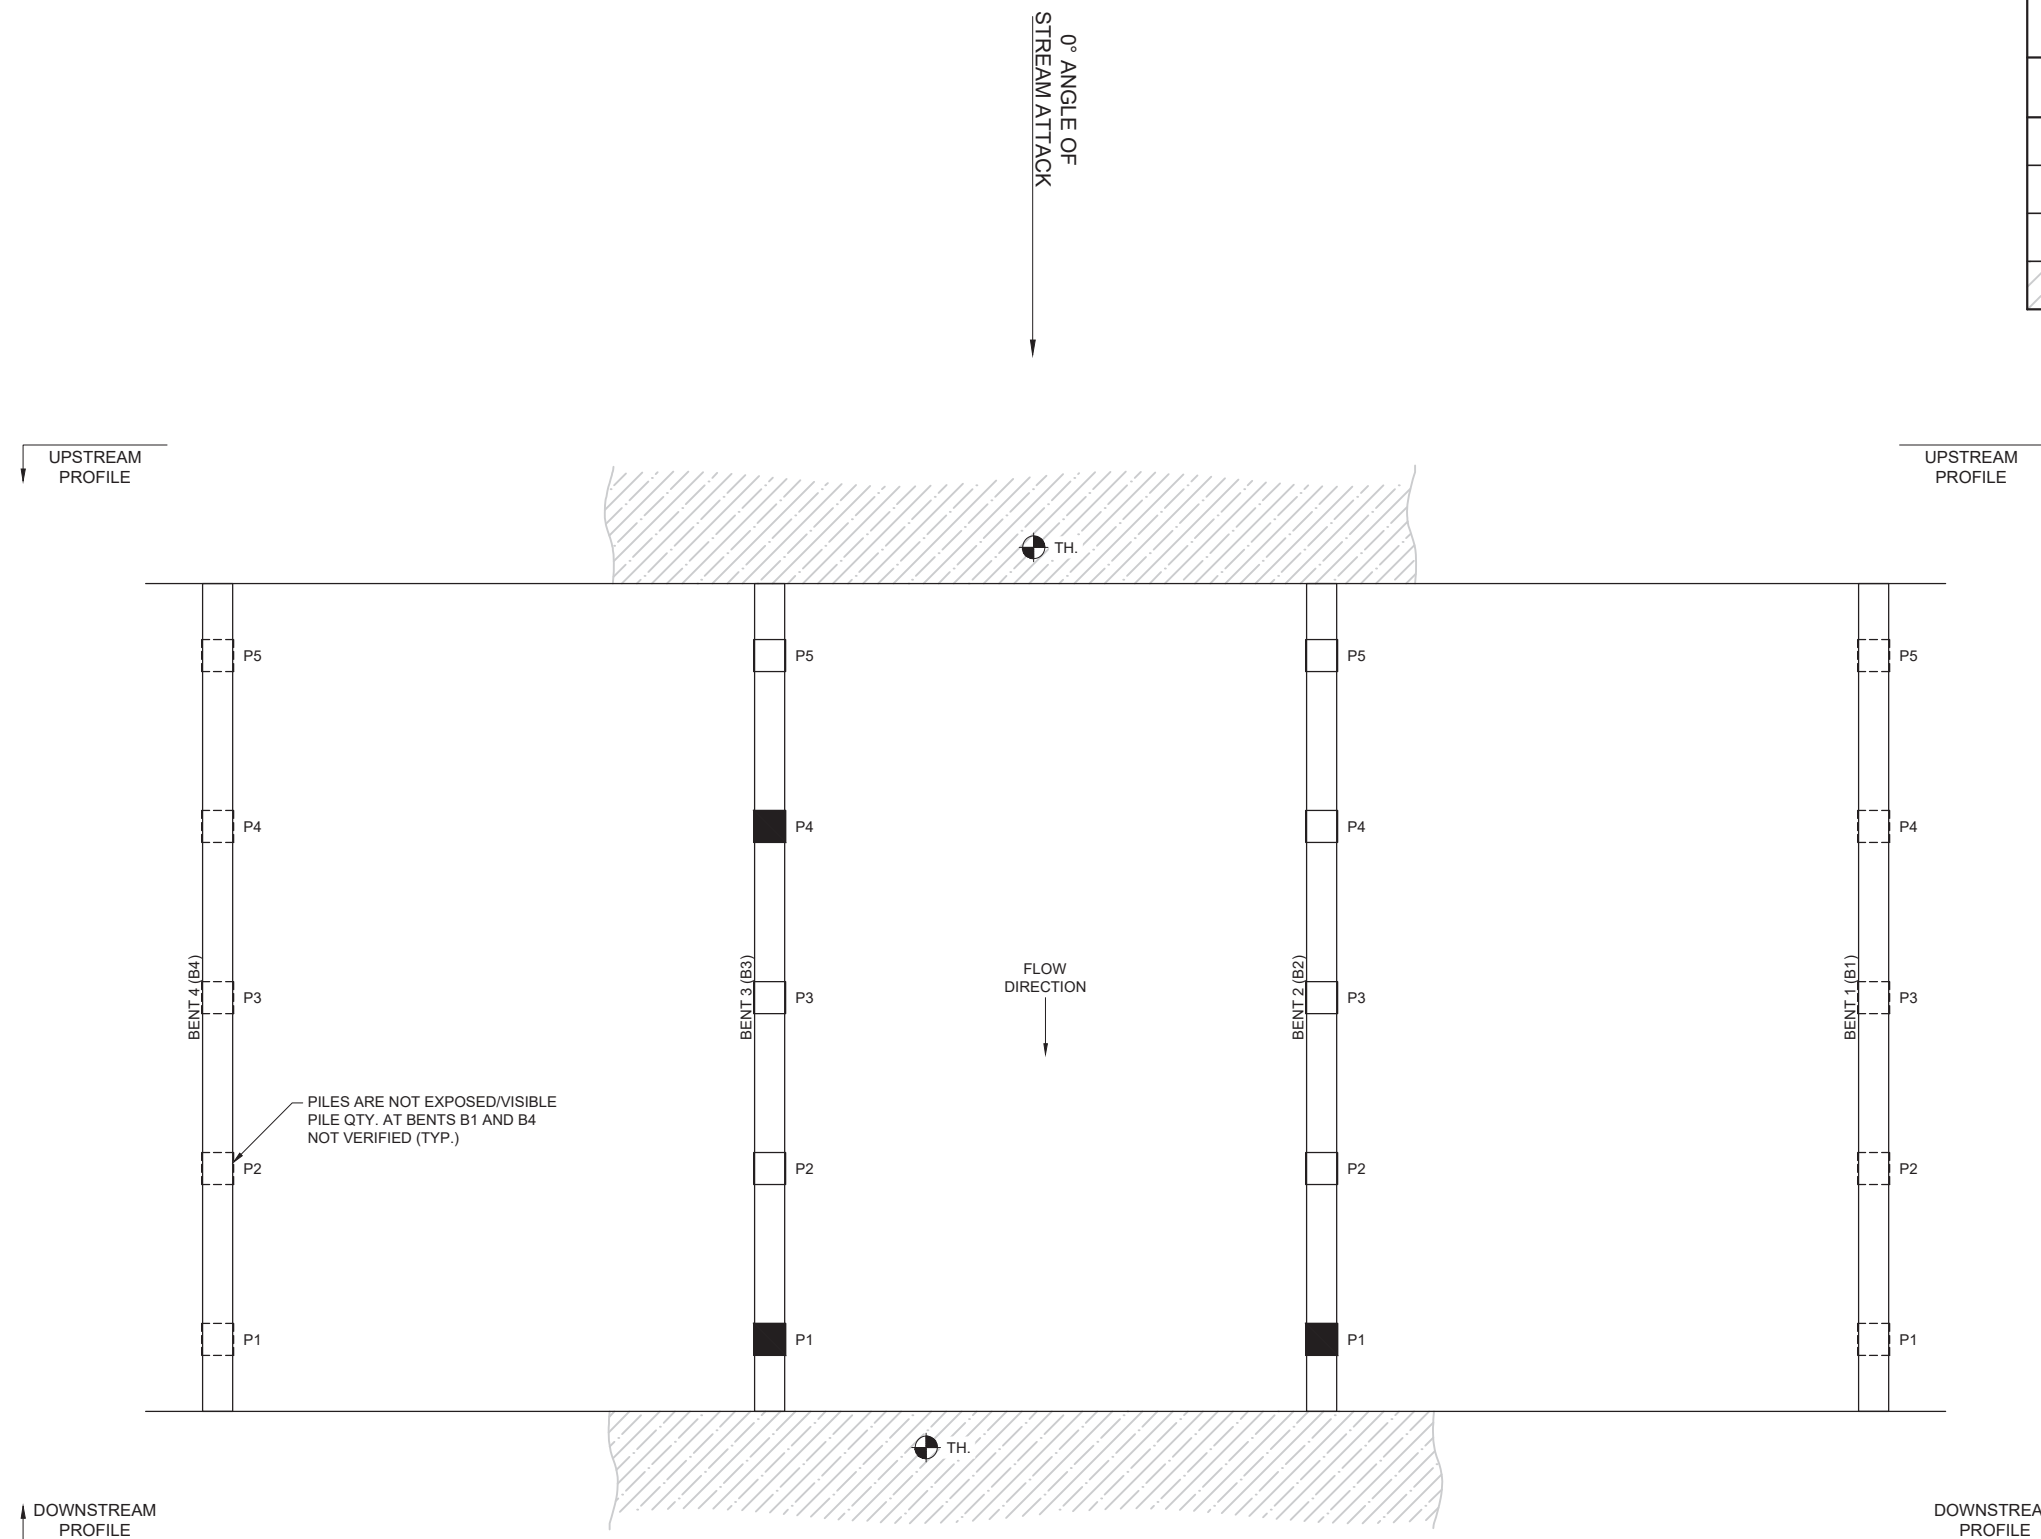 0° ANGLE OF
STREAM ATTACK
UPSTREAM
PROFILE
UPSTREAM
PROFILE
TH.
P5
P5
P5
P5
P4
P4
P4
P4
BENT 4 (B4)
BENT 3 (B3)
BENT 2 (B2)
BENT 1 (B1)
FLOW
DIRECTION
P3
P3
P3
P3
PILES ARE NOT EXPOSED/VISIBLE
PILE QTY. AT BENTS B1 AND B4
NOT VERIFIED (TYP.)
P2
P2
P2
P2
P1
P1
P1
P1
TH.
DOWNSTREAM
PROFILE
DOWNSTREA
PROFILE